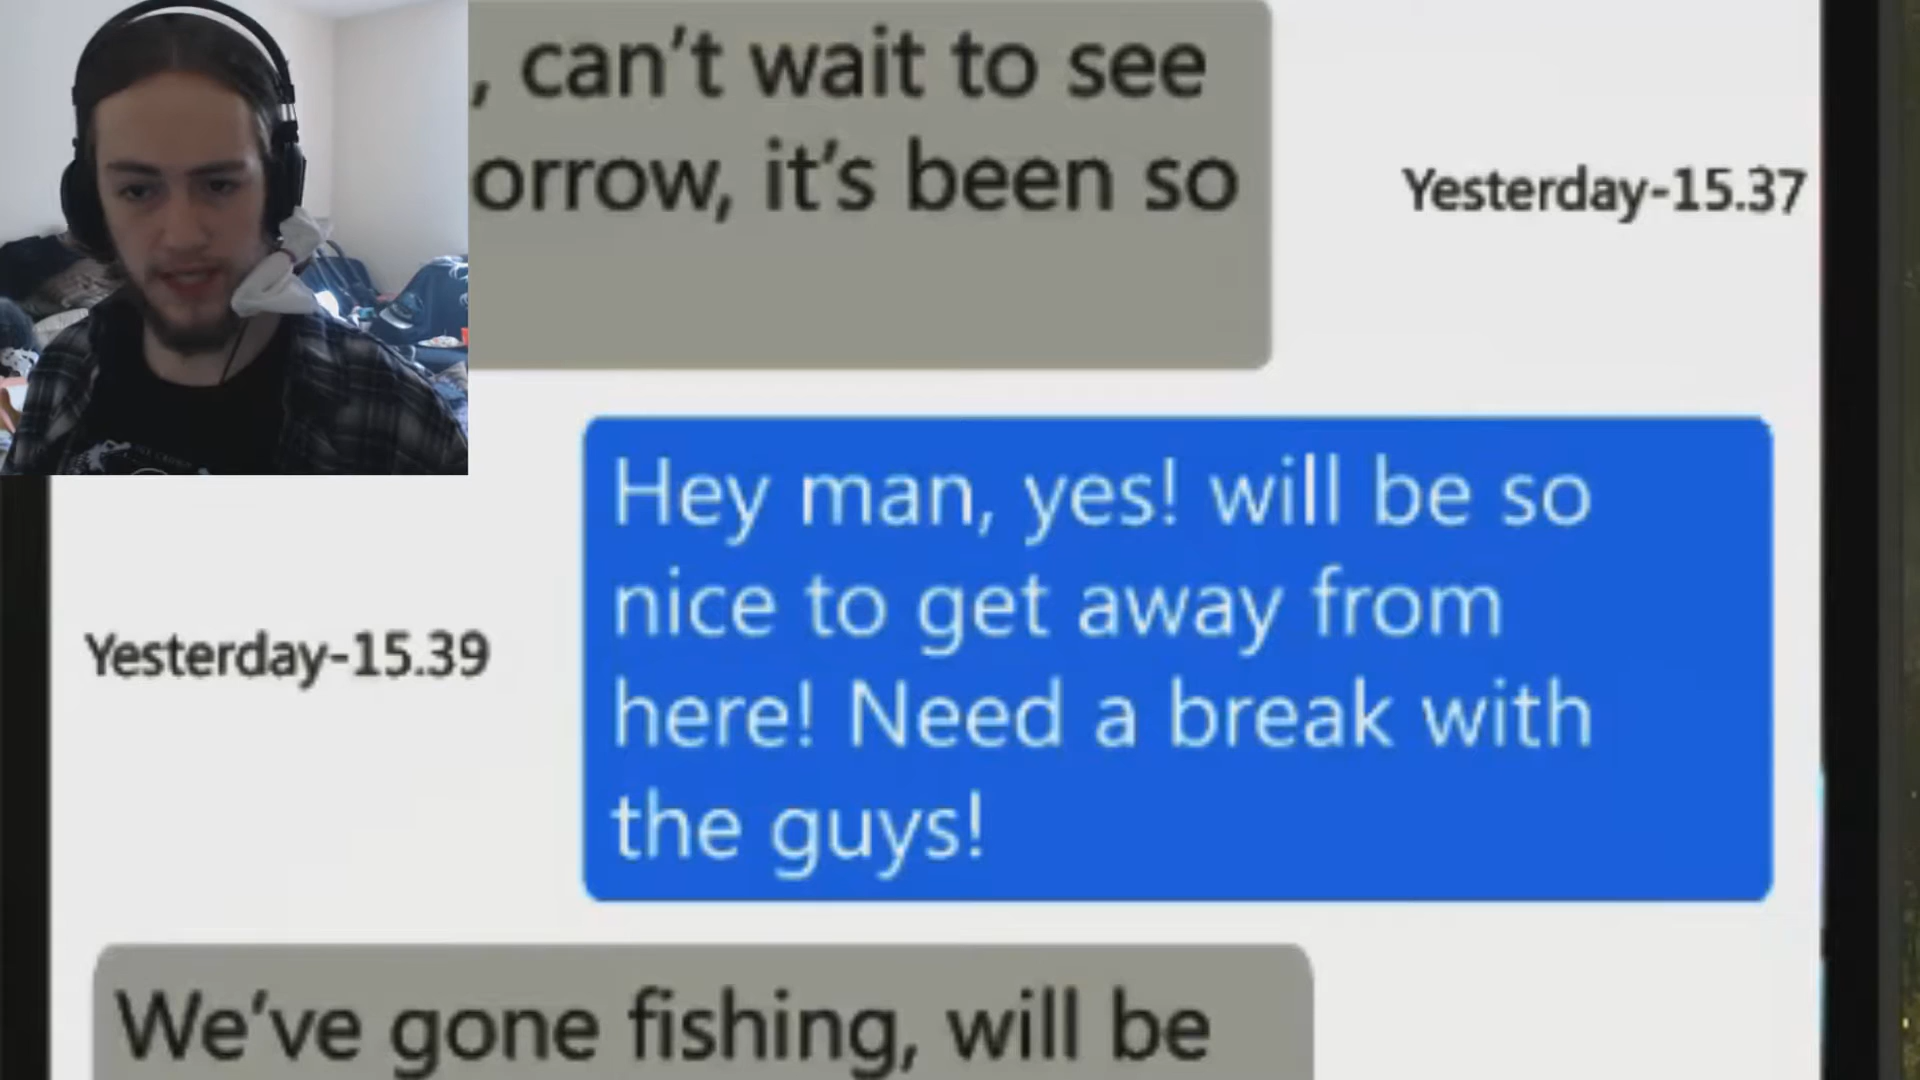 , can't wait to see
orrow, it's been so
Yesterday-15.37
Hey man, yes! will be so
nice to get away from
here! Need a break with
the guys!
Yesterday-15.39
We've gone fishing, will be